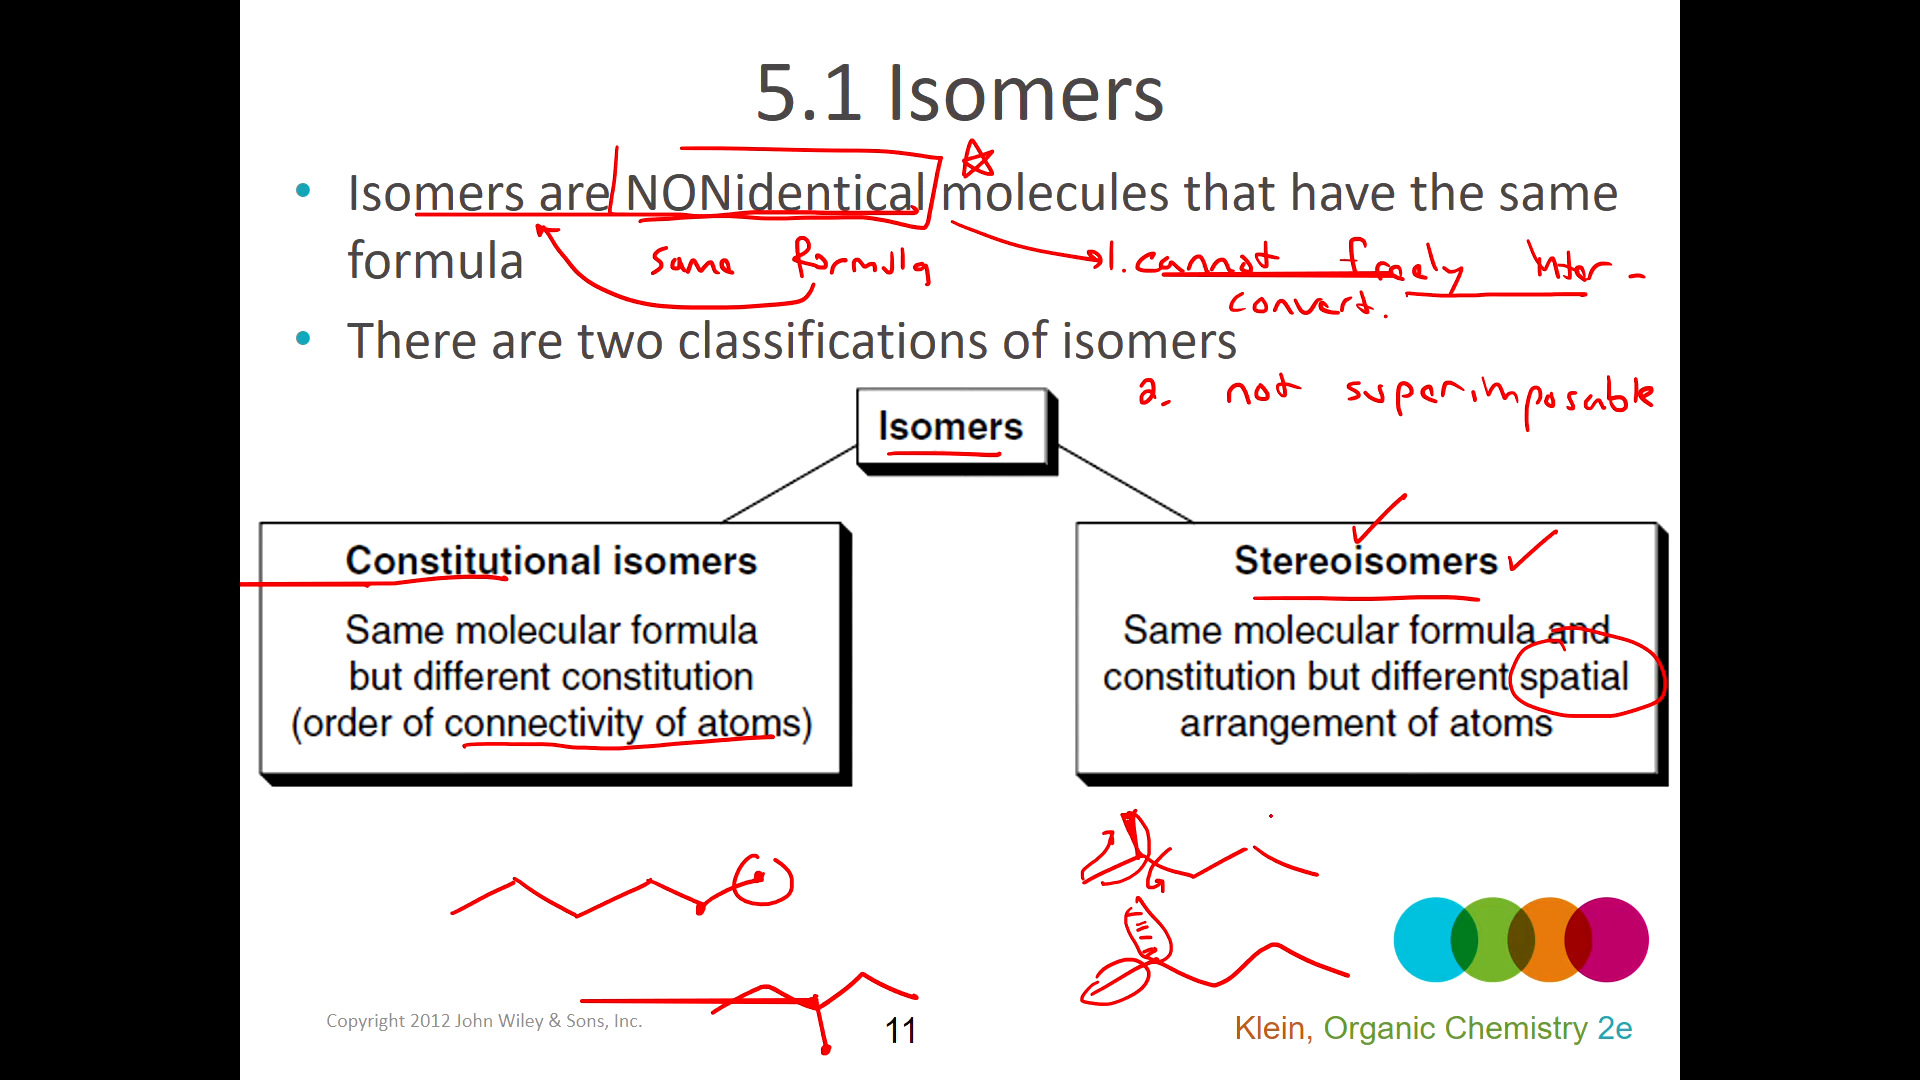 5.1 Isomers
• Isomers are NONidentical molecules that have the same
formula
same formula
1. cannot freely inter-
convert.
• There are two classifications of isomers
2. not superimposable
Isomers
Constitutional isomers
Same molecular formula
but different constitution
(order of connectivity of atoms)
Stereoisomers
Same molecular formula and
constitution but different spatial
arrangement of atoms
Copyright 2012 John Wiley & Sons, Inc.
11
Klein, Organic Chemistry 2e